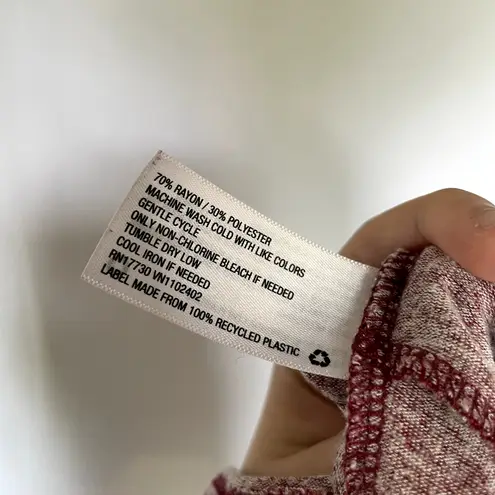 70% RAYON / 30% POLYESTER
MACHINE WASH COLD WITH LIKE COLORS
GENTLE CYCLE
ONLY NON-CHLORINE BLEACH IF NEEDED
TUMBLE DRY LOW
COOL IRON IF NEEDED
RN17730 VN1102402
LABEL MADE FROM 100% RECYCLED PLASTIC